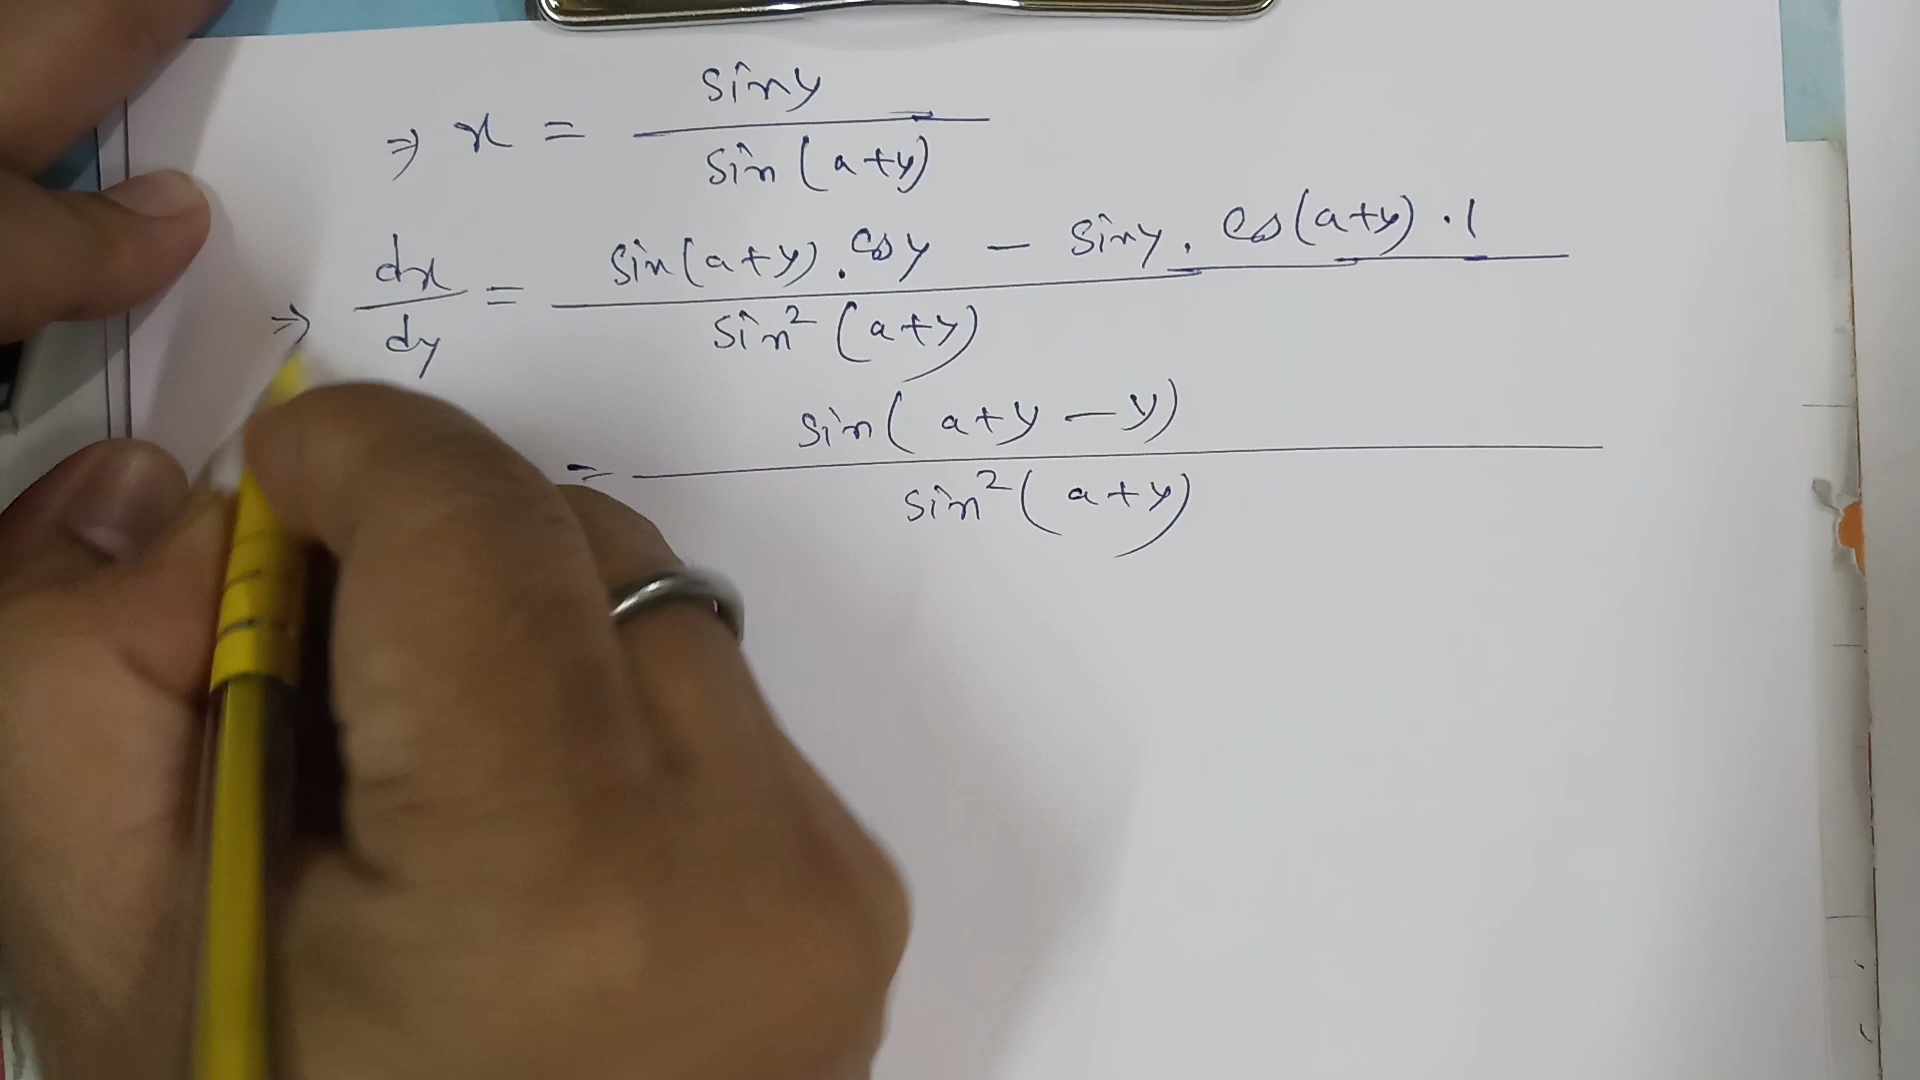 ⇒ x = sin y / sin (a+y)
⇒ dx/dy = sin(a+y) . cos y − sin y . cos(a+y) . 1 / sin² (a+y)
= sin( a+y − y) / sin² ( a+y)